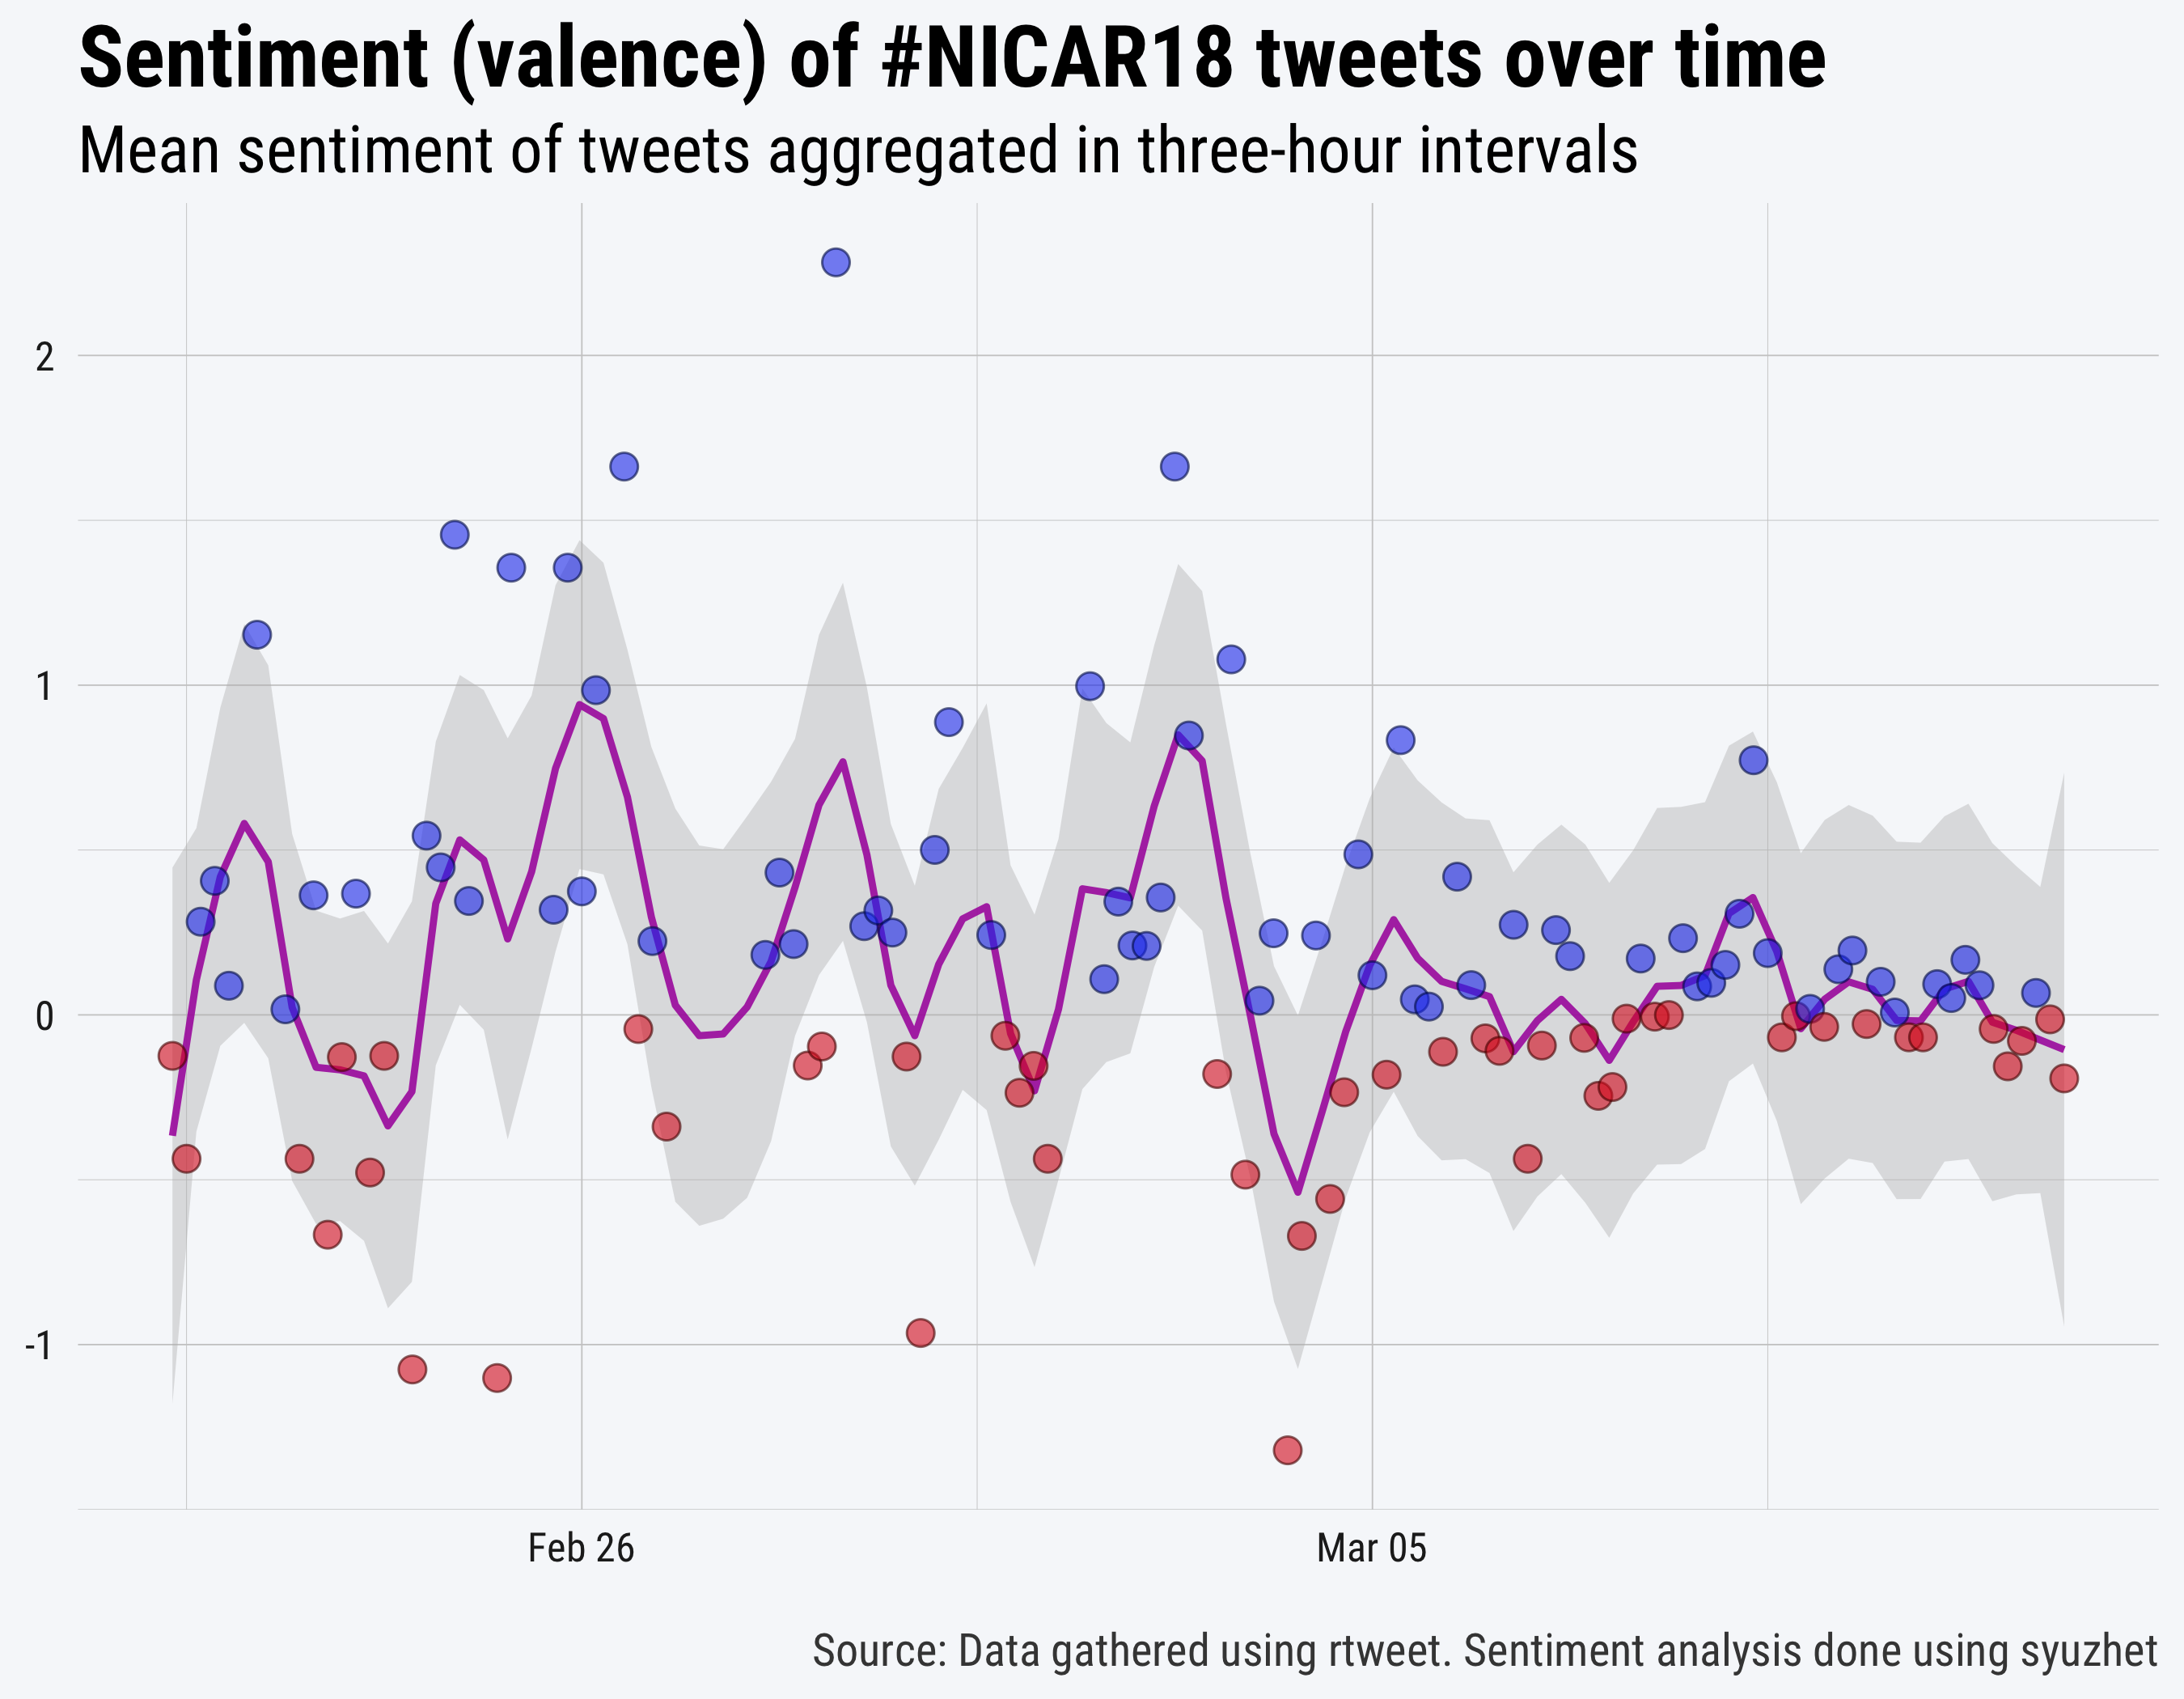 Sentiment (valence) of #NICAR18 tweets over time
Mean sentiment of tweets aggregated in three-hour intervals
2
1
0
-1
Feb 26
Mar 05
Source: Data gathered using rtweet. Sentiment analysis done using syuzhet